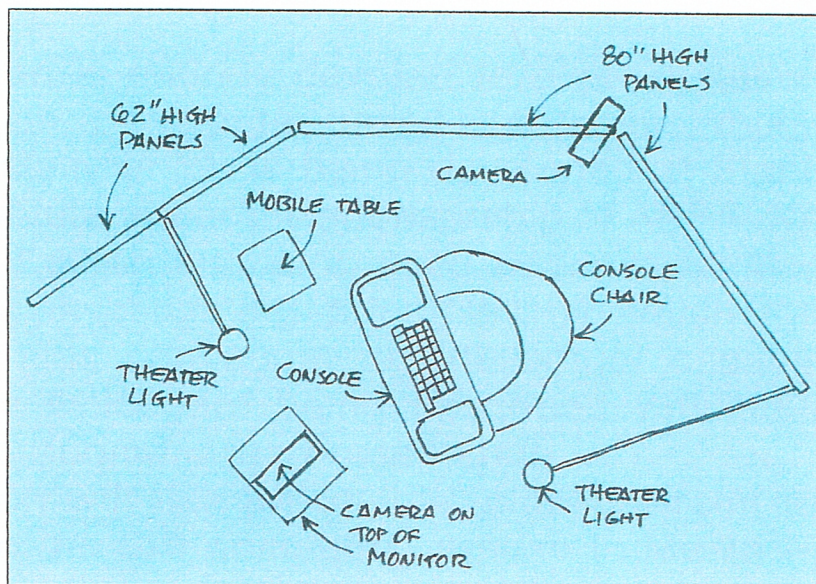 80" HIGH
PANELS
62" HIGH
PANELS
CAMERA
MOBILE TABLE
CONSOLE
CHAIR
THEATER
LIGHT
CONSOLE
THEATER
LIGHT
CAMERA ON
TOP OF
MONITOR